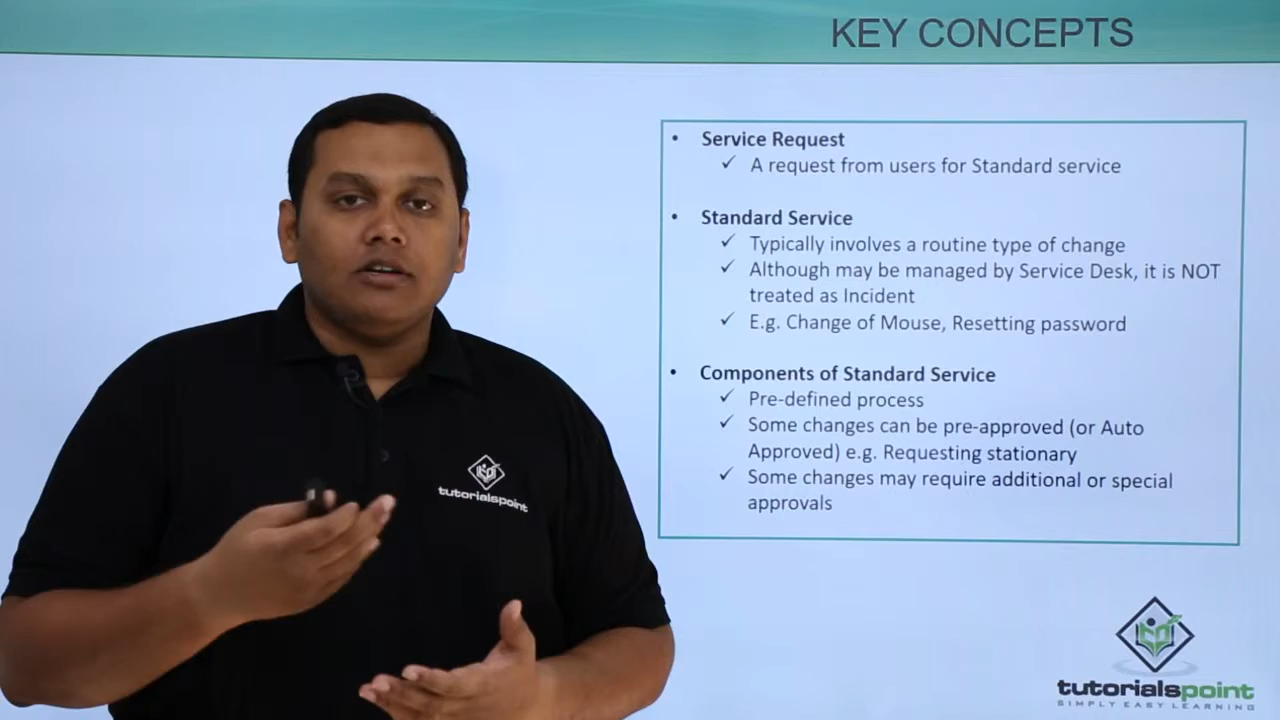 KEY CONCEPTS
• Service Request
✓ A request from users for Standard service
• Standard Service
✓ Typically involves a routine type of change
✓ Although may be managed by Service Desk, it is NOT
treated as Incident
✓ E.g. Change of Mouse, Resetting password
• Components of Standard Service
✓ Pre-defined process
✓ Some changes can be pre-approved (or Auto
Approved) e.g. Requesting stationary
✓ Some changes may require additional or special
approvals
tutorialspoint
tutorialspoint
SIMPLY EASY LEARNING